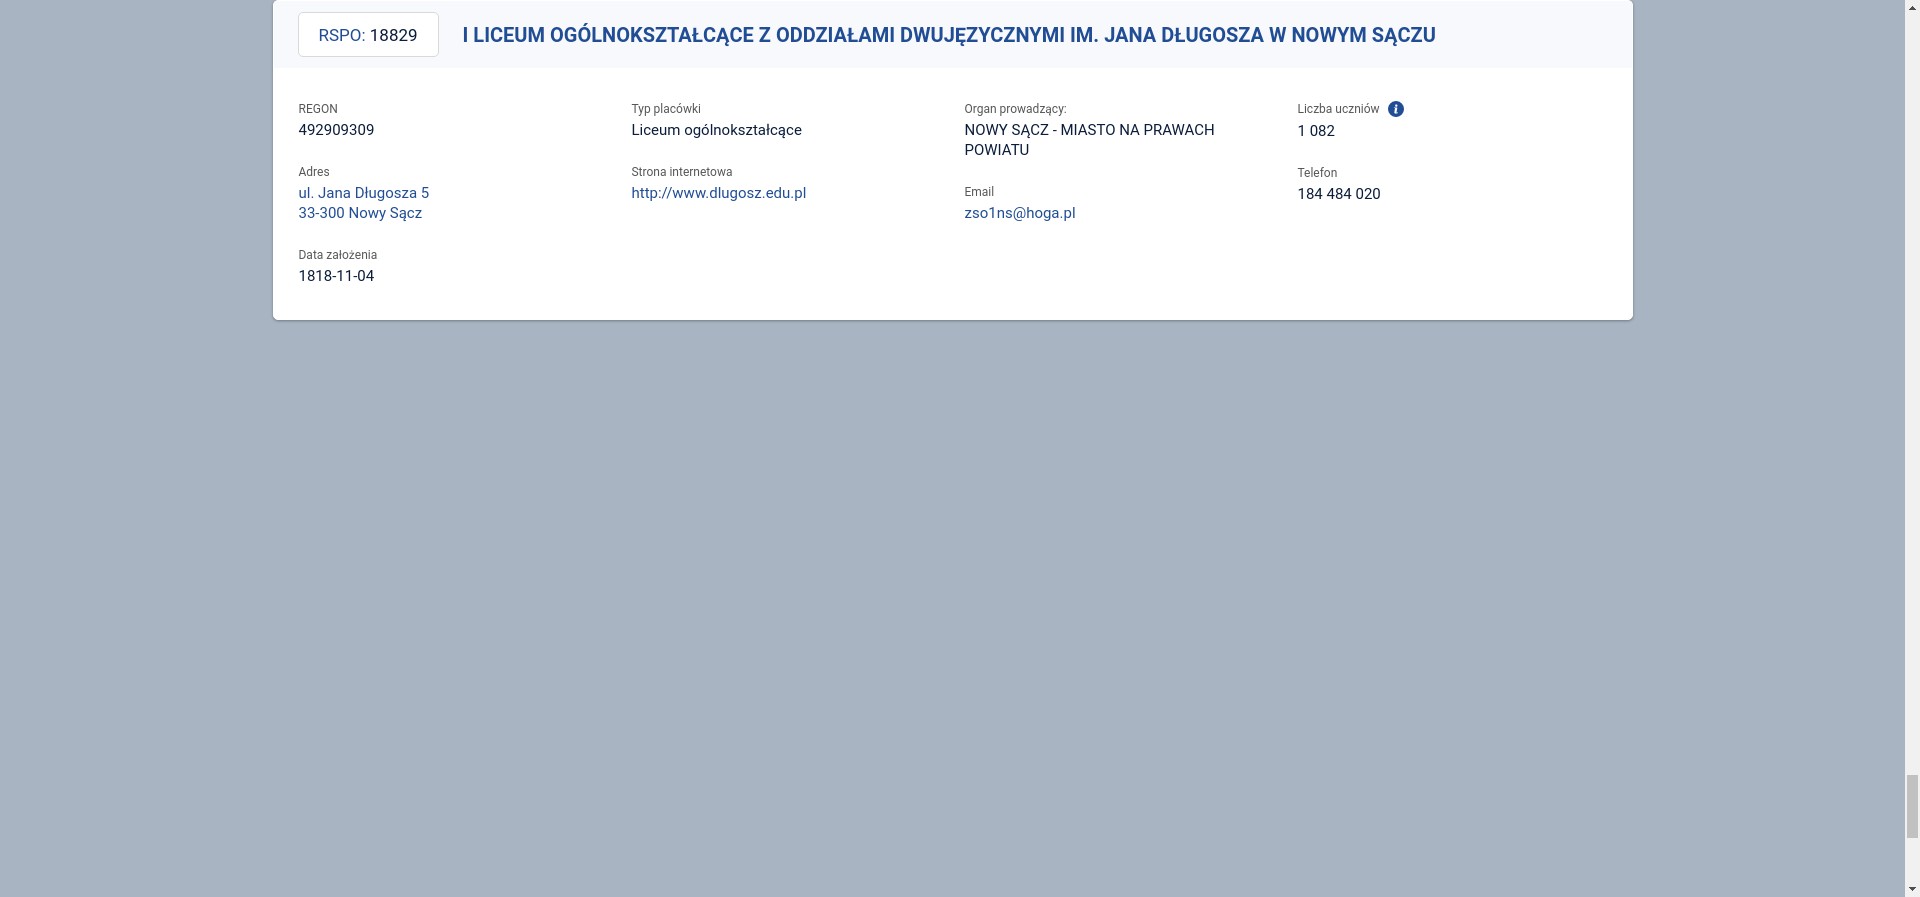 RSPO: 18829
I LICEUM OGÓLNOKSZTAŁCĄCE Z ODDZIAŁAMI DWUJĘZYCZNYMI IM. JANA DŁUGOSZA W NOWYM SĄCZU
REGON
492909309
Adres
ul. Jana Długosza 5
33-300 Nowy Sącz
Data założenia
1818-11-04
Typ placówki
Liceum ogólnokształcące
Strona internetowa
http://www.dlugosz.edu.pl
Organ prowadzący:
NOWY SĄCZ - MIASTO NA PRAWACH
POWIATU
Email
zso1ns@hoga.pl
Liczba uczniów i
1 082
Telefon
184 484 020